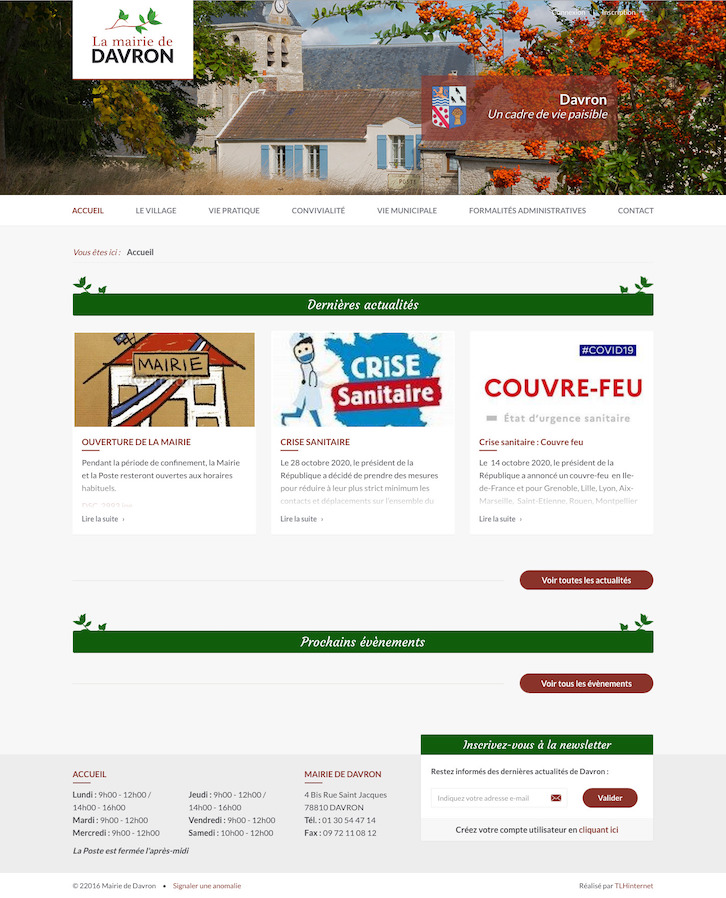 Connexion | Inscription
La mairie de
DAVRON
Davron
Un cadre de vie paisible
POSTE
ACCUEIL LE VILLAGE VIE PRATIQUE CONVIVIALITÉ VIE MUNICIPALE FORMALITÉS ADMINISTRATIVES CONTACT
Vous êtes ici : Accueil
Dernières actualités
MAIRIE
OUVERTURE DE LA MAIRIE
Pendant la période de confinement, la Mairie
et la Poste resteront ouvertes aux horaires
habituels.
Lire la suite ›
CRiSE
Sanitaire
CRISE SANITAIRE
Le 28 octobre 2020, le président de la
République a décidé de prendre des mesures
pour réduire à leur plus strict minimum les
contacts et déplacements sur l'ensemble du
Lire la suite ›
#COVID19
COUVRE-FEU
État d'urgence sanitaire
Crise sanitaire : Couvre feu
Le 14 octobre 2020, le président de la
République a annoncé un couvre-feu en Ile-
de-France et pour Grenoble, Lille, Lyon, Aix-
Marseille, Saint-Etienne, Rouen, Montpellier
Lire la suite ›
Voir toutes les actualités
Prochains évènements
Voir tous les évènements
ACCUEIL
Lundi : 9h00 - 12h00 /
14h00 - 16h00
Mardi : 9h00 - 12h00
Mercredi : 9h00 - 12h00
Jeudi : 9h00 - 12h00 /
14h00 - 16h00
Vendredi : 9h00 - 12h00
Samedi : 10h00 - 12h00
La Poste est fermée l'après-midi
MAIRIE DE DAVRON
4 Bis Rue Saint Jacques
78810 DAVRON
Tél. : 01 30 54 47 14
Fax : 09 72 11 08 12
Inscrivez-vous à la newsletter
Restez informés des dernières actualités de Davron :
Indiquez votre adresse e-mail
Valider
Créez votre compte utilisateur en cliquant ici
© 22016 Mairie de Davron • Signaler une anomalie
Réalisé par TLHinternet